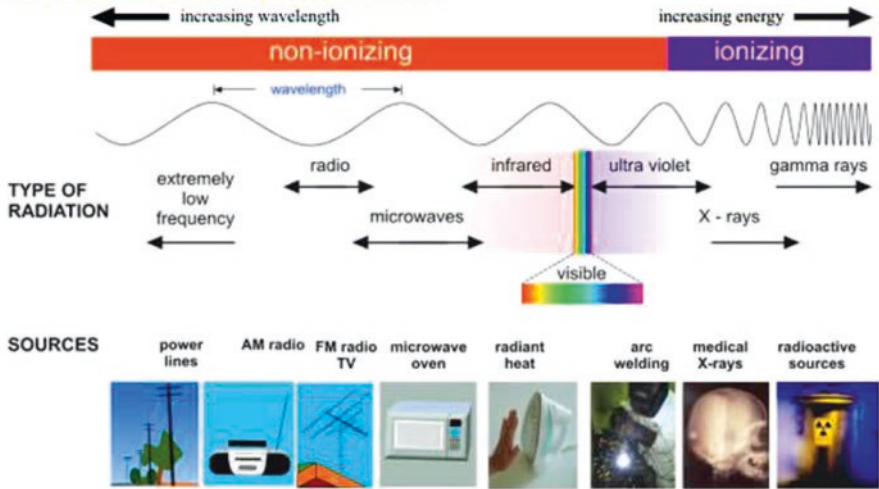 increasing wavelength
increasing energy
non-ionizing
ionizing
wavelength
TYPE OF
RADIATION
extremely
low
frequency
radio
microwaves
infrared
visible
ultra violet
X - rays
gamma rays
SOURCES
power
lines
AM radio
FM radio
TV
microwave
oven
radiant
heat
arc
welding
medical
X-rays
radioactive
sources